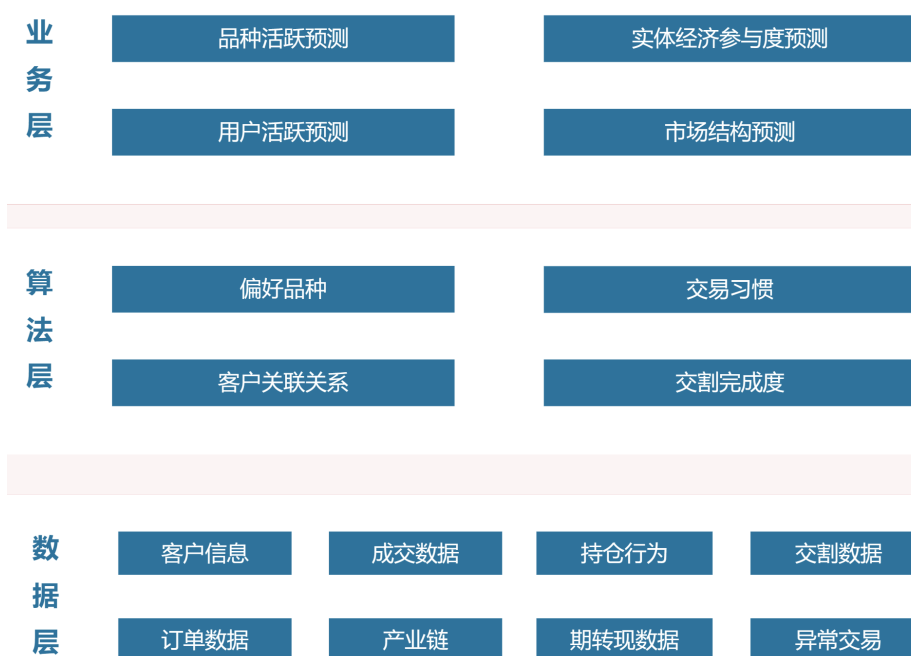 业务层
品种活跃预测
实体经济参与度预测
用户活跃预测
市场结构预测
算法层
偏好品种
交易习惯
客户关联关系
交割完成度
数据层
客户信息
成交数据
持仓行为
交割数据
订单数据
产业链
期转现数据
异常交易